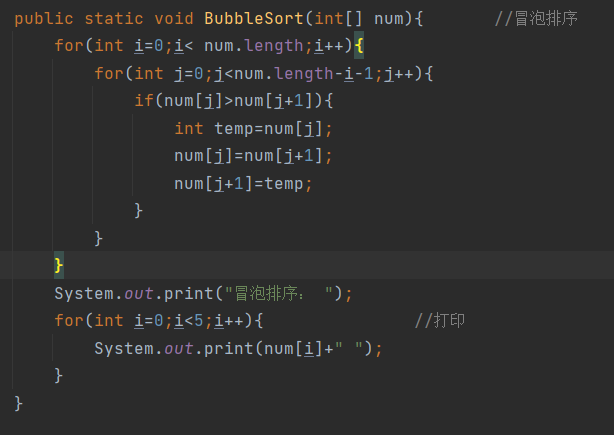 public static void BubbleSort(int[] num){ //冒泡排序
for(int i=0;i< num.length;i++){
for(int j=0;j<num.length-i-1;j++){
if(num[j]>num[j+1]){
int temp=num[j];
num[j]=num[j+1];
num[j+1]=temp;
}
}
}
System.out.print("冒泡排序： ");
for(int i=0;i<5;i++){ //打印
System.out.print(num[i]+" ");
}
}